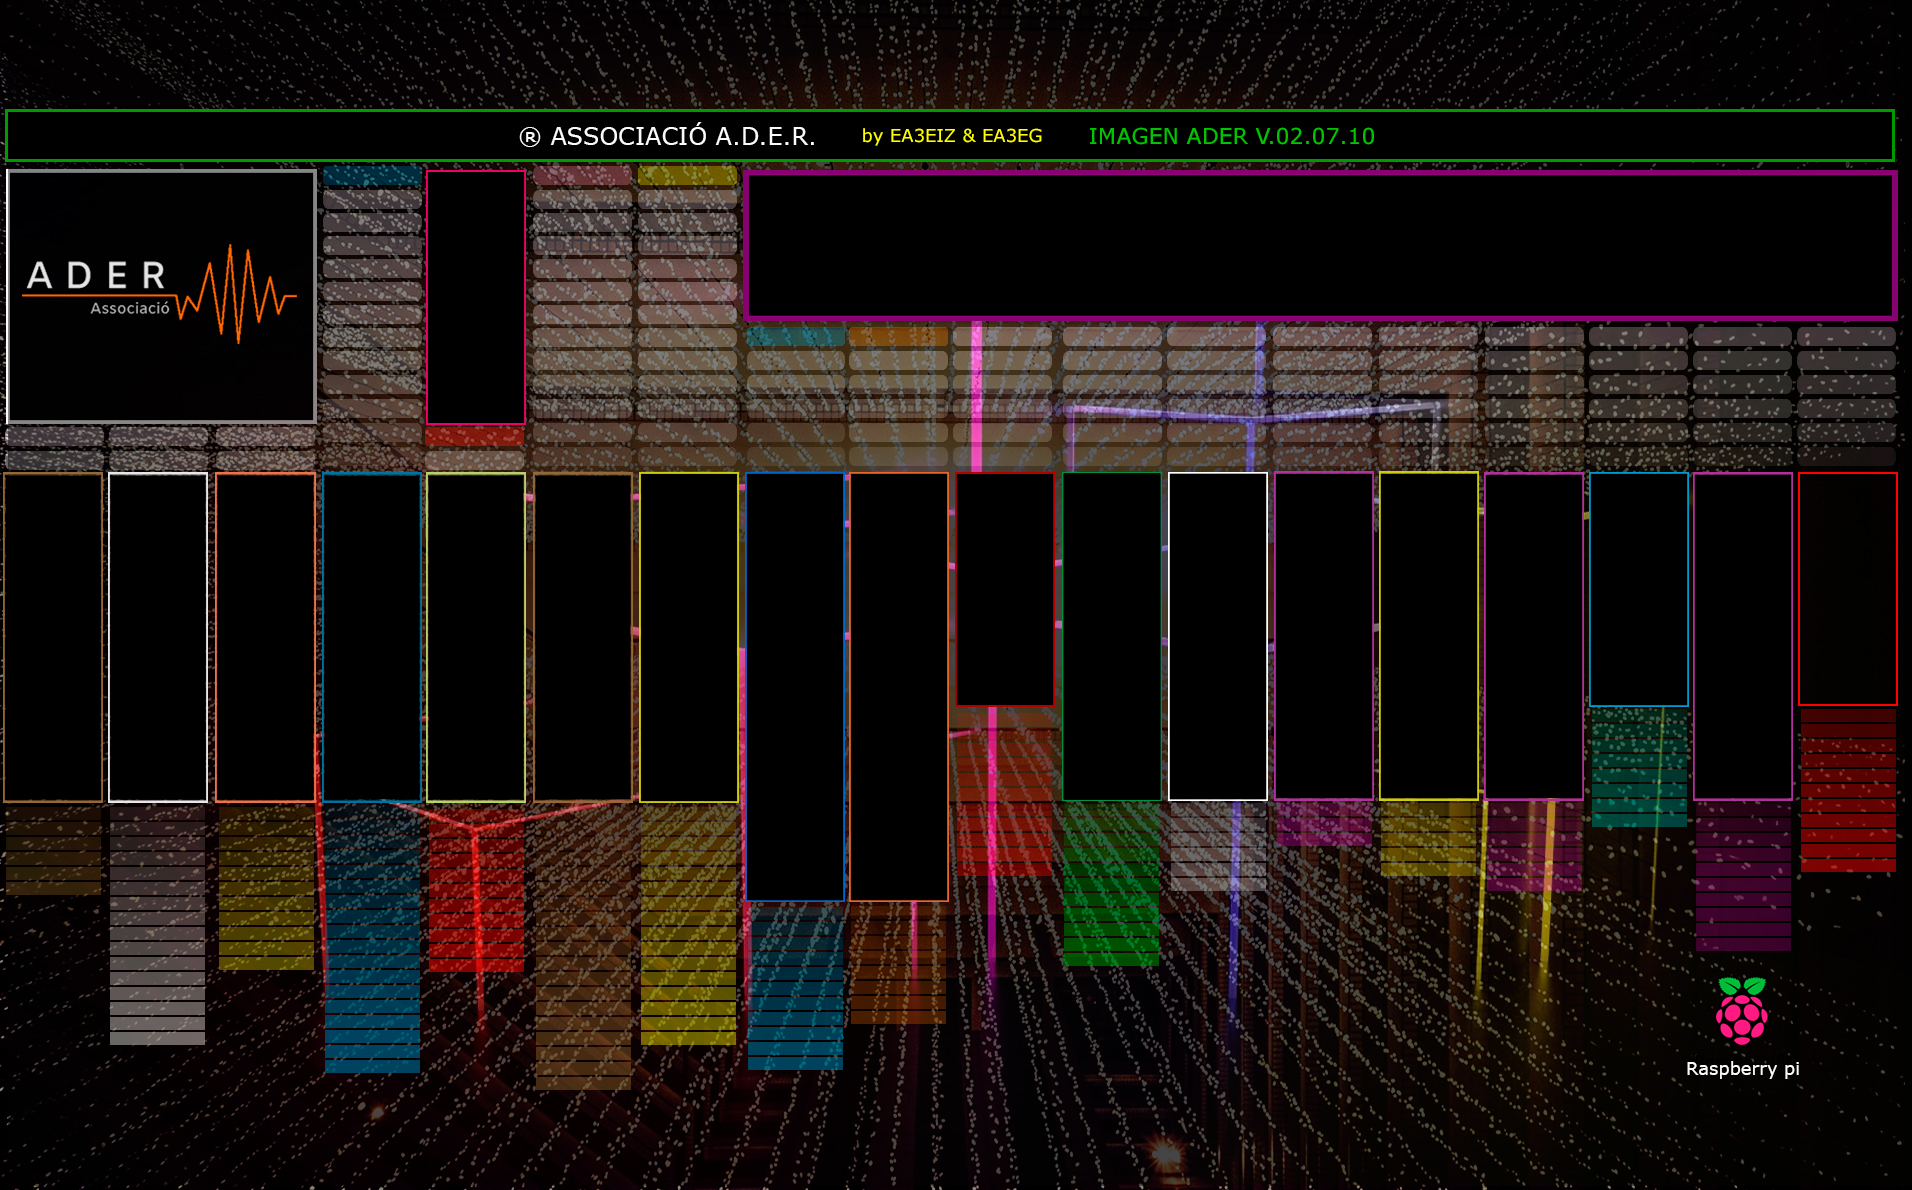 ® ASSOCIACIÓ A.D.E.R. by EA3EIZ & EA3EG IMAGEN ADER V.02.07.10
ADER
Associació
Raspberry pi